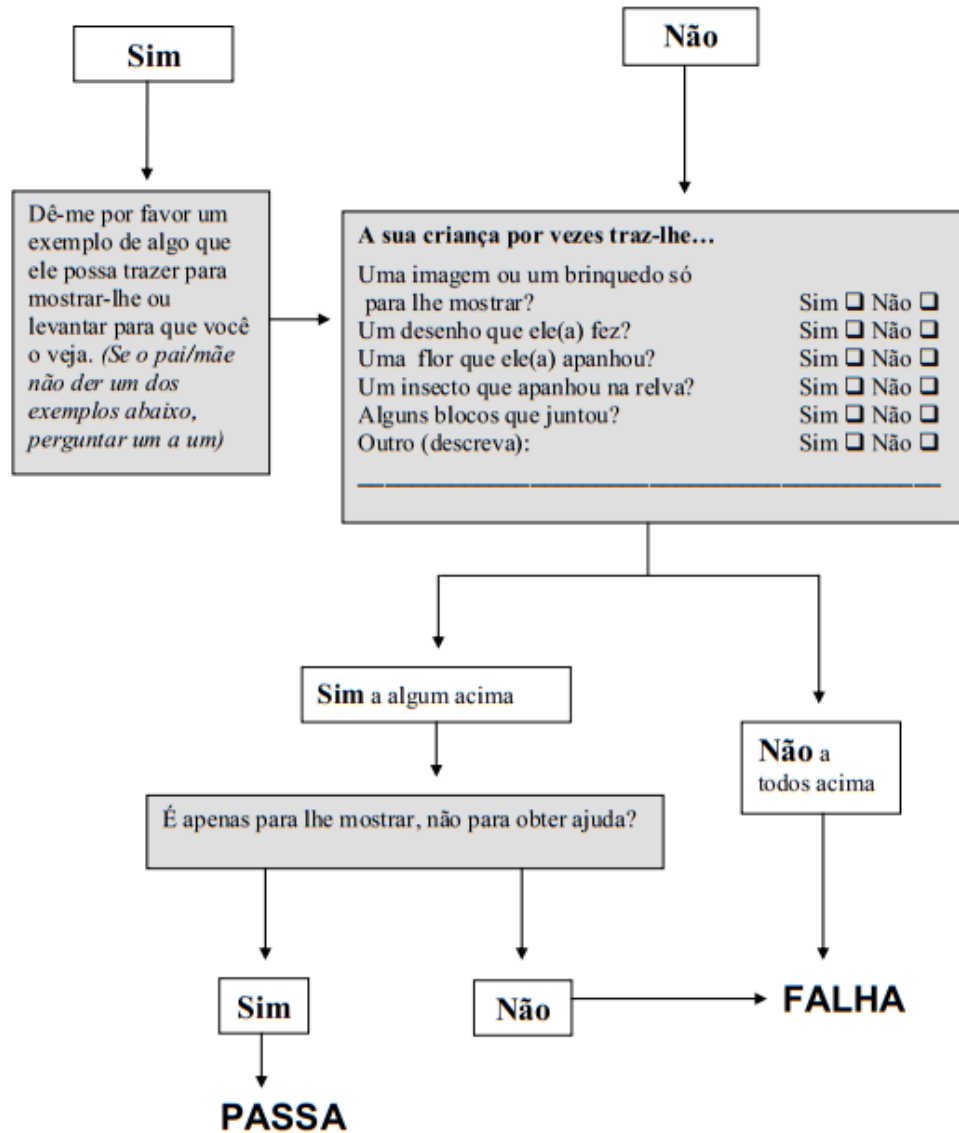 Sim
Não
Dê-me por favor um
exemplo de algo que
ele possa trazer para
mostrar-lhe ou
levantar para que você
o veja. (Se o pai/mãe
não der um dos
exemplos abaixo,
perguntar um a um)
A sua criança por vezes traz-lhe…
Uma imagem ou um brinquedo só
para lhe mostrar? Sim ❑ Não ❑
Um desenho que ele(a) fez? Sim ❑ Não ❑
Uma flor que ele(a) apanhou? Sim ❑ Não ❑
Um insecto que apanhou na relva? Sim ❑ Não ❑
Alguns blocos que juntou? Sim ❑ Não ❑
Outro (descreva): Sim ❑ Não ❑
Sim a algum acima
Não a
todos acima
É apenas para lhe mostrar, não para obter ajuda?
Sim
Não
FALHA
PASSA